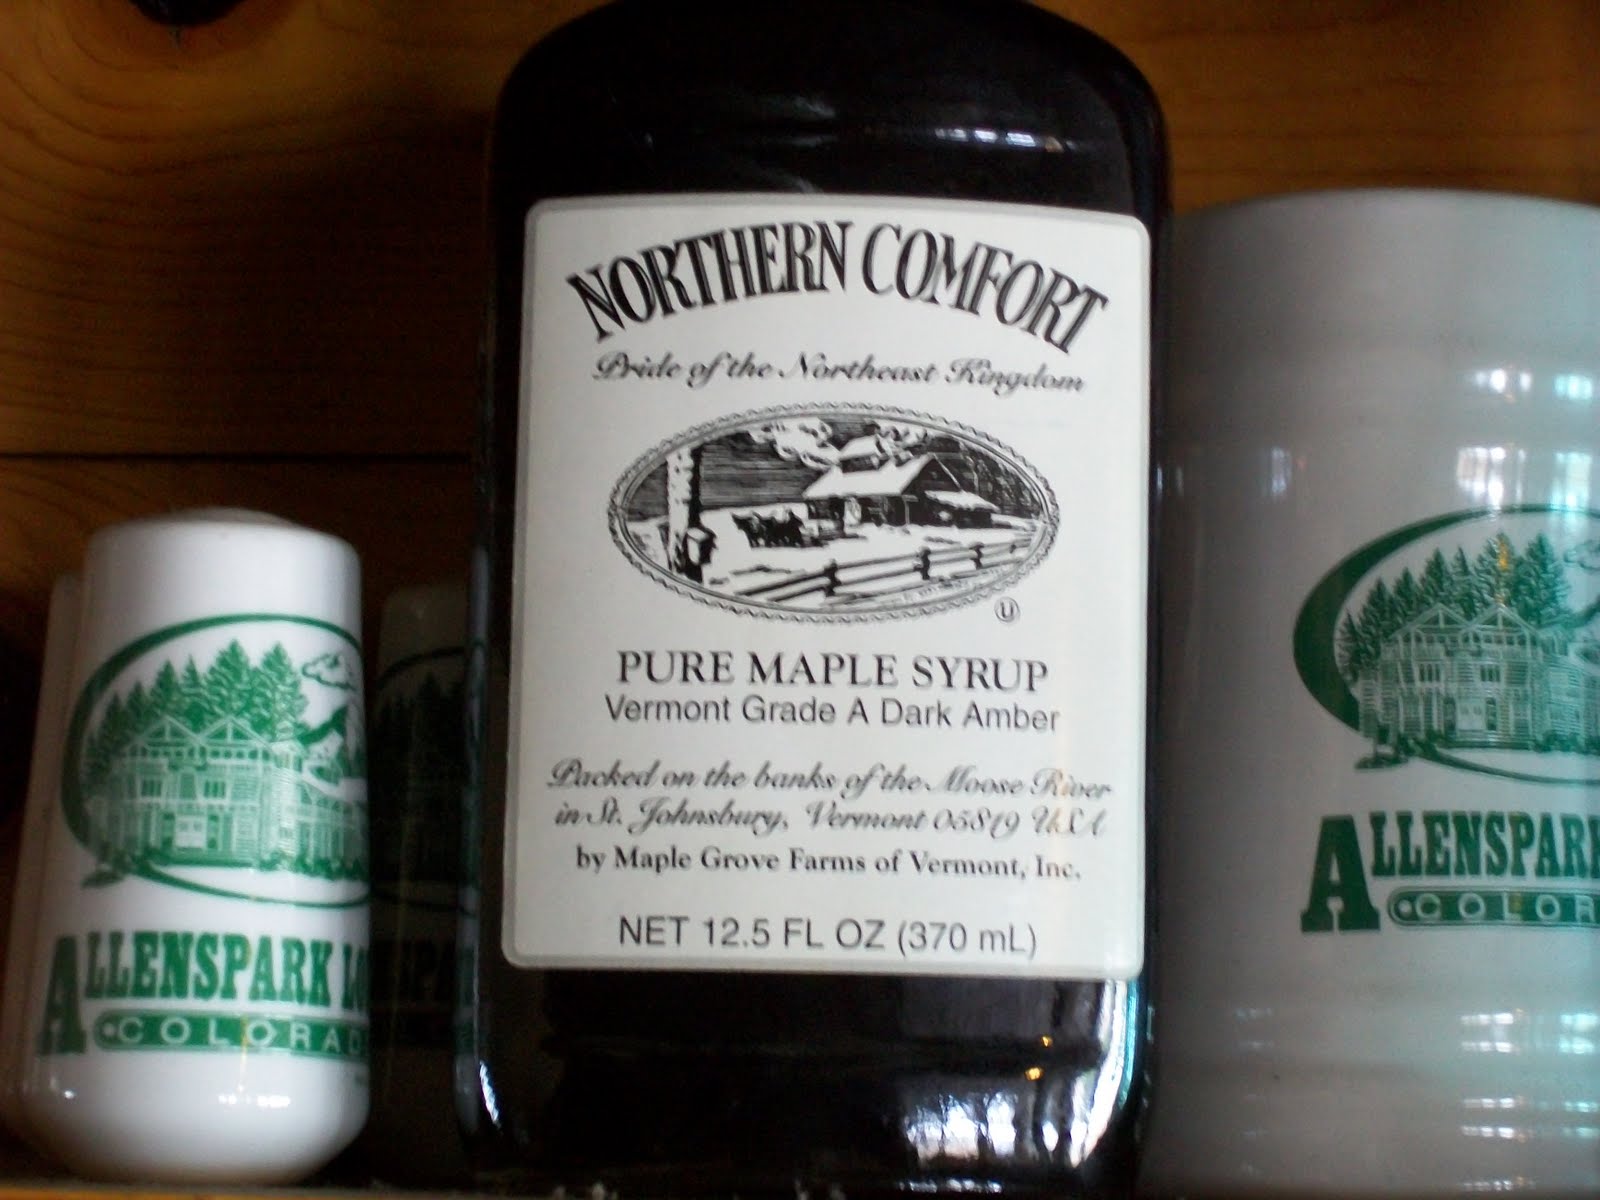 NORTHERN COMFORT
Pride of the Northeast Kingdom
U
PURE MAPLE SYRUP
Vermont Grade A Dark Amber
Packed on the banks of the Moose River
in St. Johnsbury, Vermont 05819 USA
by Maple Grove Farms of Vermont, Inc.
NET 12.5 FL OZ (370 mL)
ALLENSPARK LO
COLORAD
ALLENSPARK
COLOR